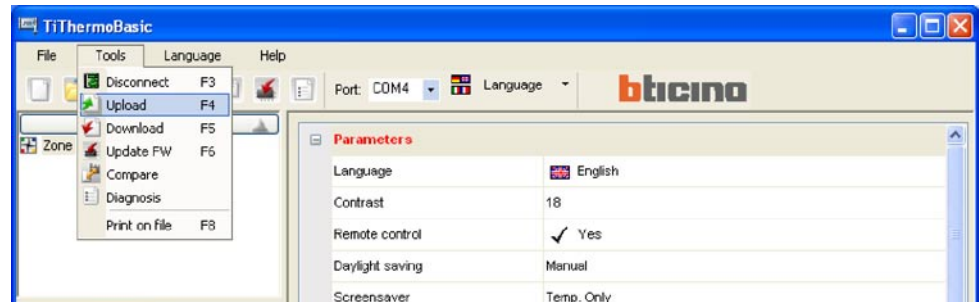 TiThermoBasic
File Tools Language Help
Port: COM4 Language bticino
Disconnect F3
Upload F4
Download F5
Update FW F6
Compare
Diagnosis
Print on file F8
Zone
Parameters
Language English
Contrast 18
Remote control Yes
Daylight saving Manual
Screensaver Temp. Only